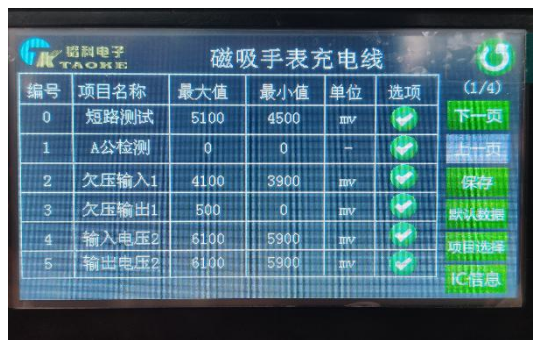 韬科电子
TAOKE
磁吸手表充电线
(1/4)
编号 项目名称 最大值 最小值 单位 选项
0 短路测试 5100 4500 mv
下一页
1 A公检测 0 0 -
上一页
2 欠压输入1 4100 3900 mv
保存
3 欠压输出1 500 0 mv
默认数据
4 输入电压2 6100 5900 mv
项目选择
5 输出电压2 6100 5900 mv
IC信息